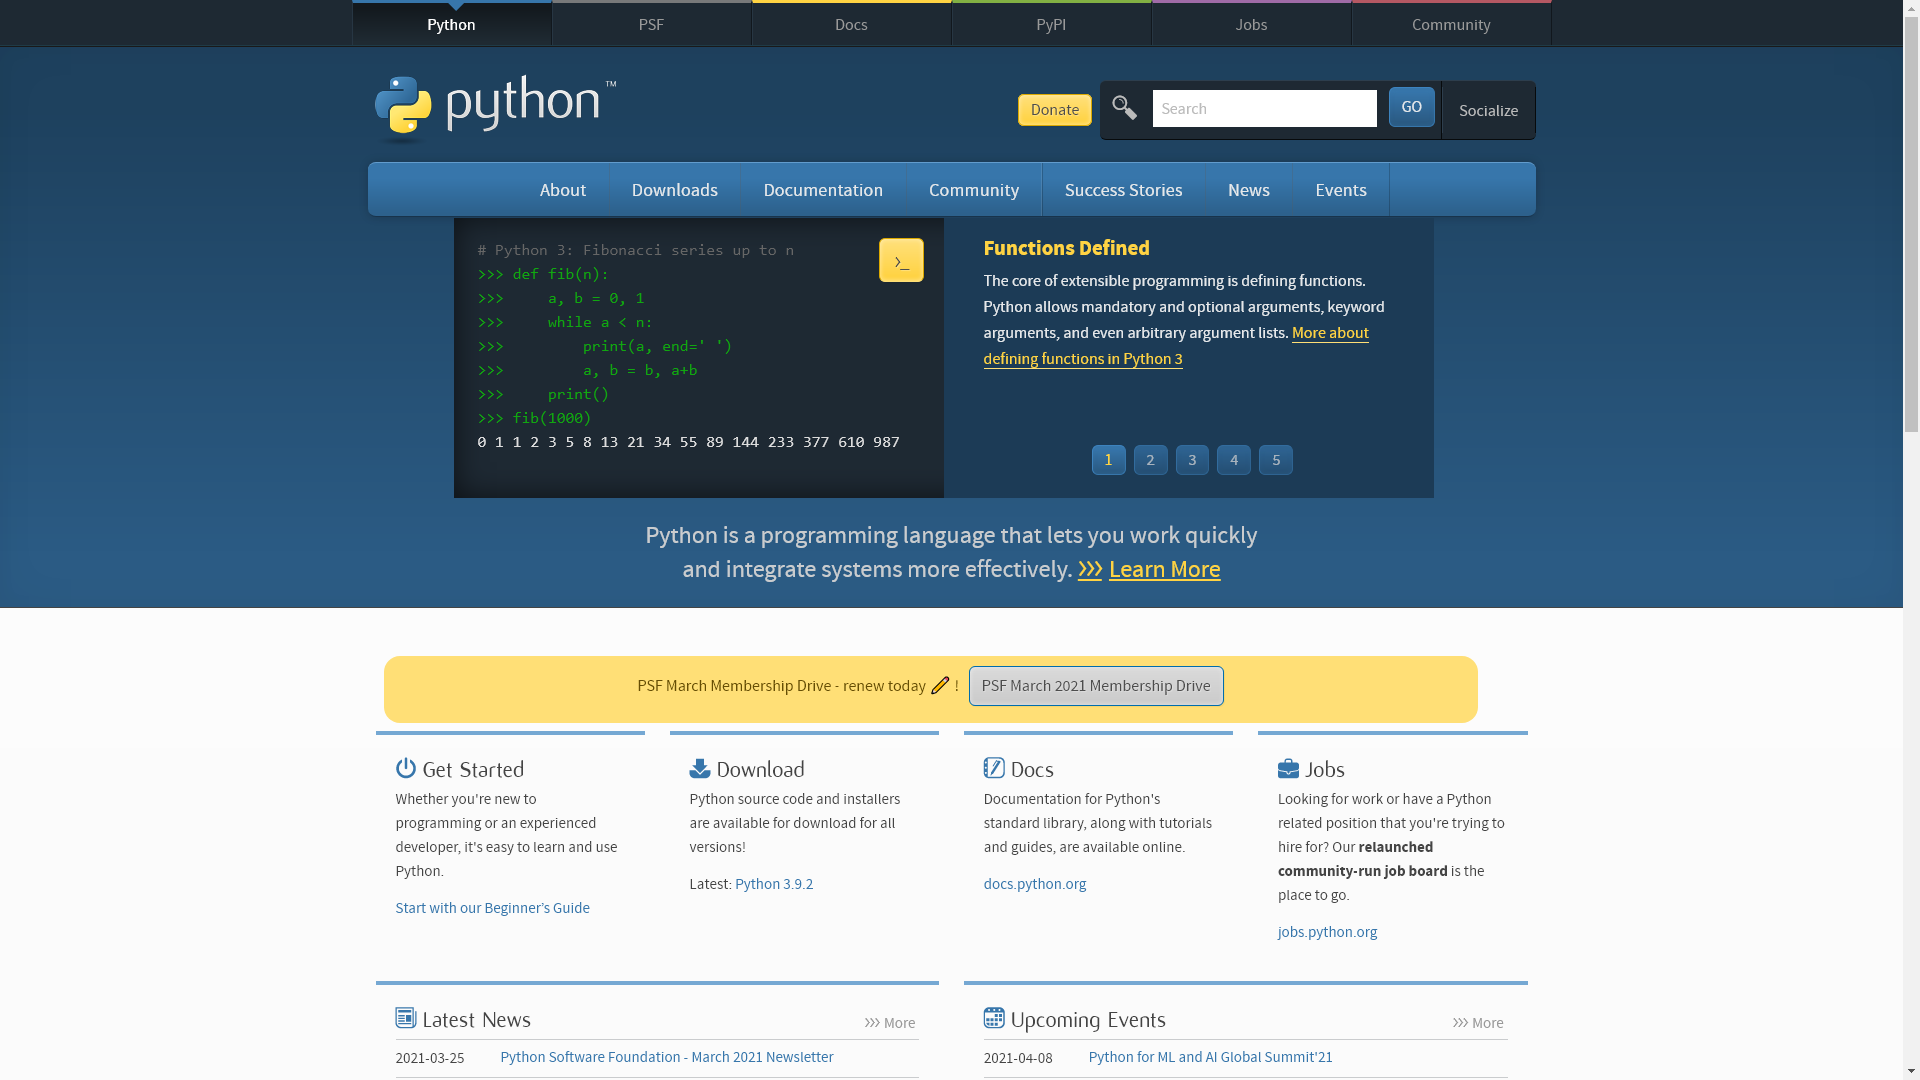 Python
PSF
Docs
PyPI
Jobs
Community
python™
Donate
Search
GO
Socialize
About
Downloads
Documentation
Community
Success Stories
News
Events
# Python 3: Fibonacci series up to n
>>> def fib(n):
>>>     a, b = 0, 1
>>>     while a < n:
>>>         print(a, end=' ')
>>>         a, b = b, a+b
>>>     print()
>>> fib(1000)
0 1 1 2 3 5 8 13 21 34 55 89 144 233 377 610 987
>_
Functions Defined
The core of extensible programming is defining functions.
Python allows mandatory and optional arguments, keyword
arguments, and even arbitrary argument lists. More about
defining functions in Python 3
1
2
3
4
5
Python is a programming language that lets you work quickly
and integrate systems more effectively. >>> Learn More
PSF March Membership Drive - renew today !
PSF March 2021 Membership Drive
Get Started
Whether you're new to
programming or an experienced
developer, it's easy to learn and use
Python.
Start with our Beginner’s Guide
Download
Python source code and installers
are available for download for all
versions!
Latest: Python 3.9.2
Docs
Documentation for Python's
standard library, along with tutorials
and guides, are available online.
docs.python.org
Jobs
Looking for work or have a Python
related position that you're trying to
hire for? Our relaunched
community-run job board is the
place to go.
jobs.python.org
Latest News
>>> More
2021-03-25 Python Software Foundation - March 2021 Newsletter
Upcoming Events
>>> More
2021-04-08 Python for ML and AI Global Summit'21